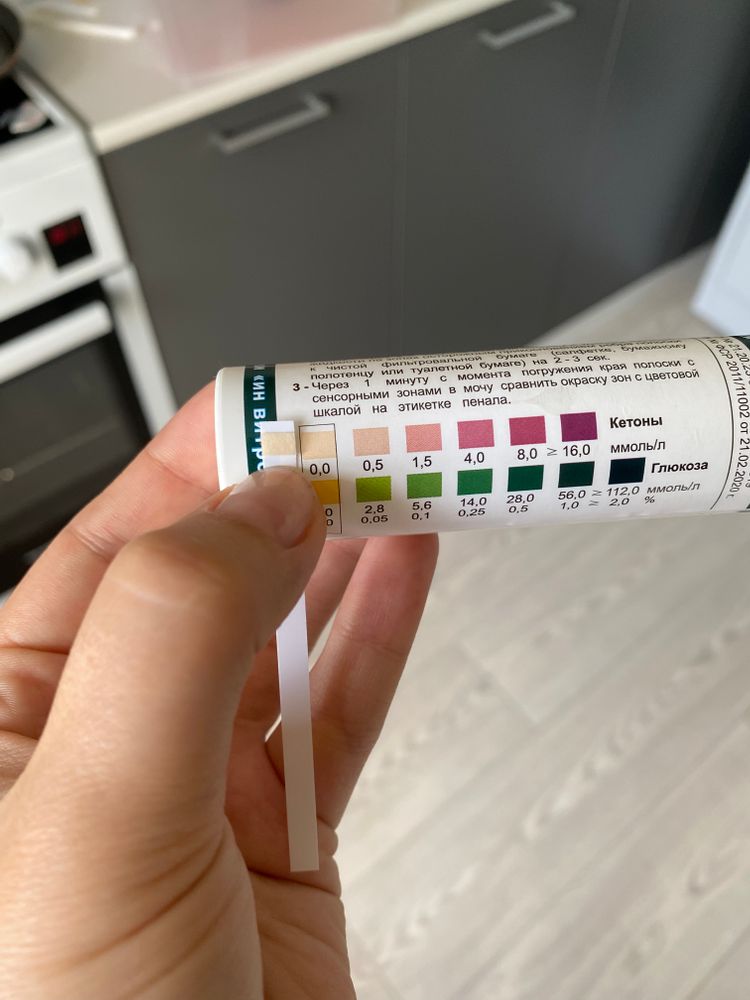 к чистой фильтровальной бумаге (салфетке, бумажному
полотенцу или туалетной бумаге) на 2 - 3 сек.
3 - Через 1 минуту с момента погружения края полоски с
сенсорными зонами в мочу сравнить окраску зон с цветовой
шкалой на этикетке пенала.
Кетоны
0,0 0,5 1,5 4,0 8,0 ≥ 16,0 ммоль/л
Глюкоза
2,8 5,6 14,0 28,0 56,0 ≥ 112,0 ммоль/л
0,05 0,1 0,25 0,5 1,0 ≥ 2,0 %
№ ФСР 2011/11002 от 21.02.2020 г.